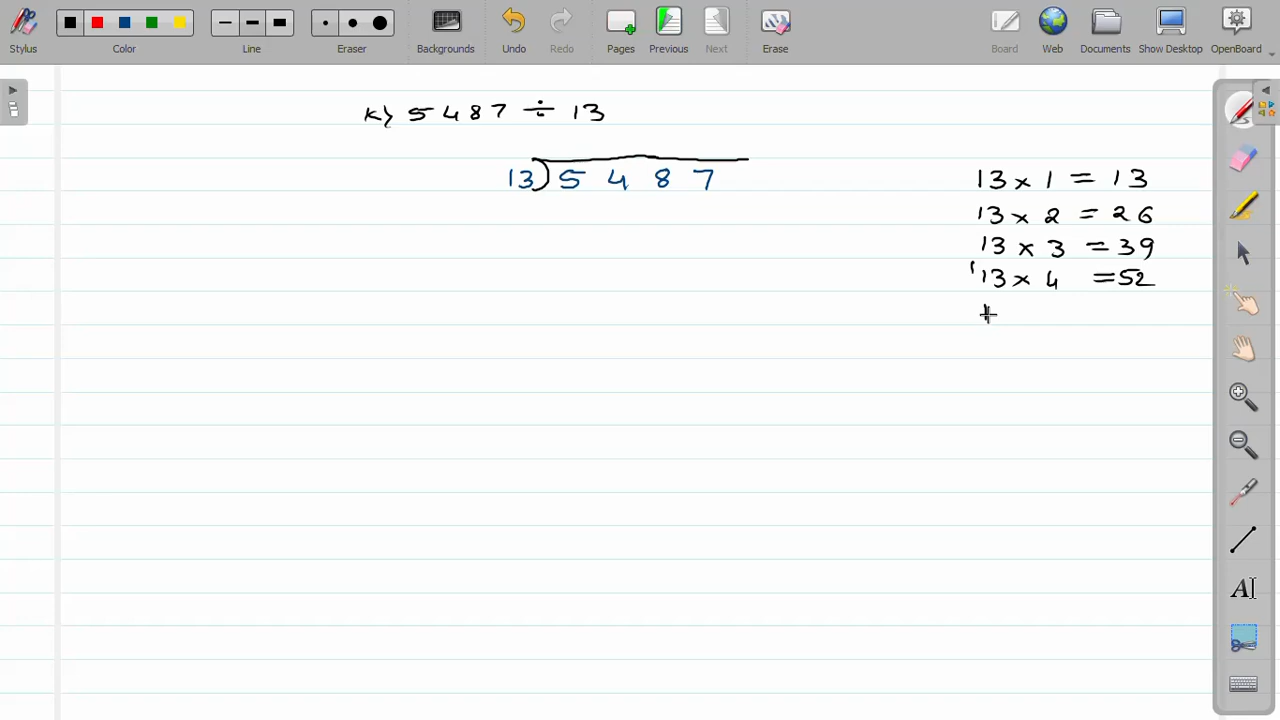 Stylus Color Line Eraser Backgrounds Undo Redo Pages Previous Next Erase Board Web Documents Show Desktop OpenBoard
k) 5487 ÷ 13
13)5 4 8 7
13 x 1 = 13
13 x 2 = 26
13 x 3 = 39
13 x 4 = 52